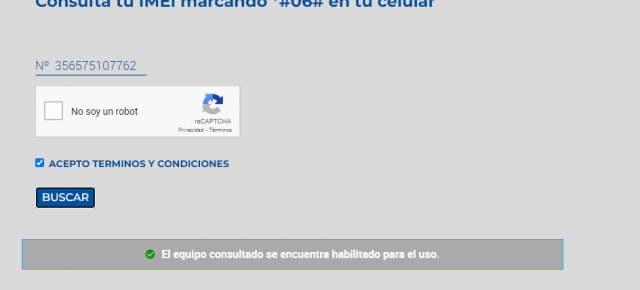 Consulta tu IMEI marcando *#06# en tu celular
Nº 356575107762
No soy un robot
reCAPTCHA
Privacidad - Términos
ACEPTO TERMINOS Y CONDICIONES
BUSCAR
El equipo consultado se encuentra habilitado para el uso.